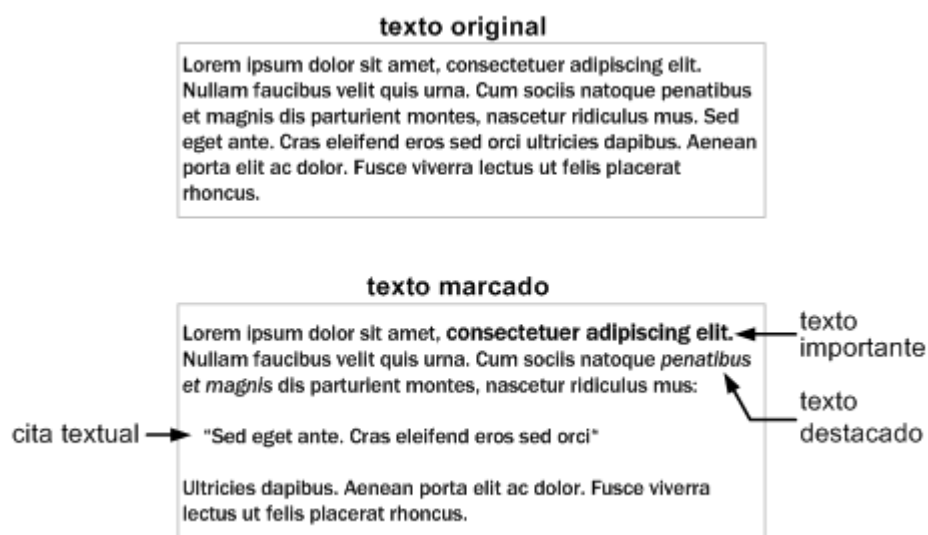 texto original
Lorem ipsum dolor sit amet, consectetuer adipiscing elit.
Nullam faucibus velit quis urna. Cum sociis natoque penatibus
et magnis dis parturient montes, nascetur ridiculus mus. Sed
eget ante. Cras eleifend eros sed orci ultricies dapibus. Aenean
porta elit ac dolor. Fusce viverra lectus ut felis placerat
rhoncus.
texto marcado
Lorem ipsum dolor sit amet, consectetuer adipiscing elit.
texto
importante
Nullam faucibus velit quis urna. Cum sociis natoque penatibus
et magnis dis parturient montes, nascetur ridiculus mus:
texto
destacado
cita textual
"Sed eget ante. Cras eleifend eros sed orci"
Ultricies dapibus. Aenean porta elit ac dolor. Fusce viverra
lectus ut felis placerat rhoncus.